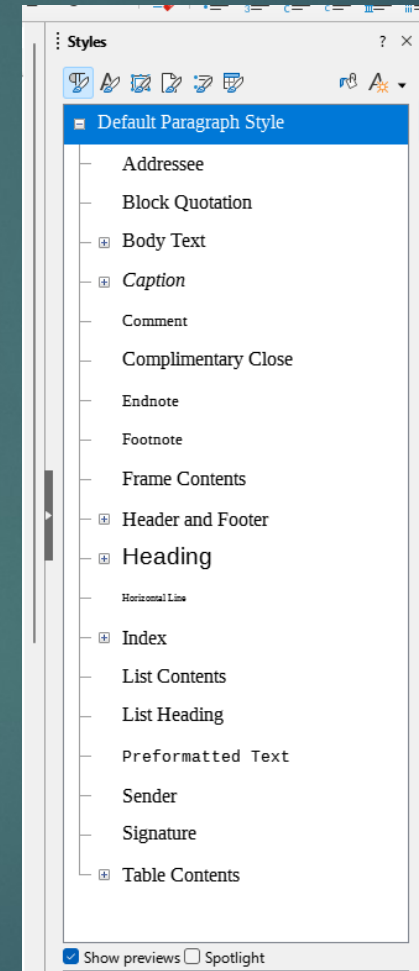 Styles
?
Default Paragraph Style
Addressee
Block Quotation
Body Text
Caption
Comment
Complimentary Close
Endnote
Footnote
Frame Contents
Header and Footer
Heading
Horizontal Line
Index
List Contents
List Heading
Preformatted Text
Sender
Signature
Table Contents
Show previews Spotlight